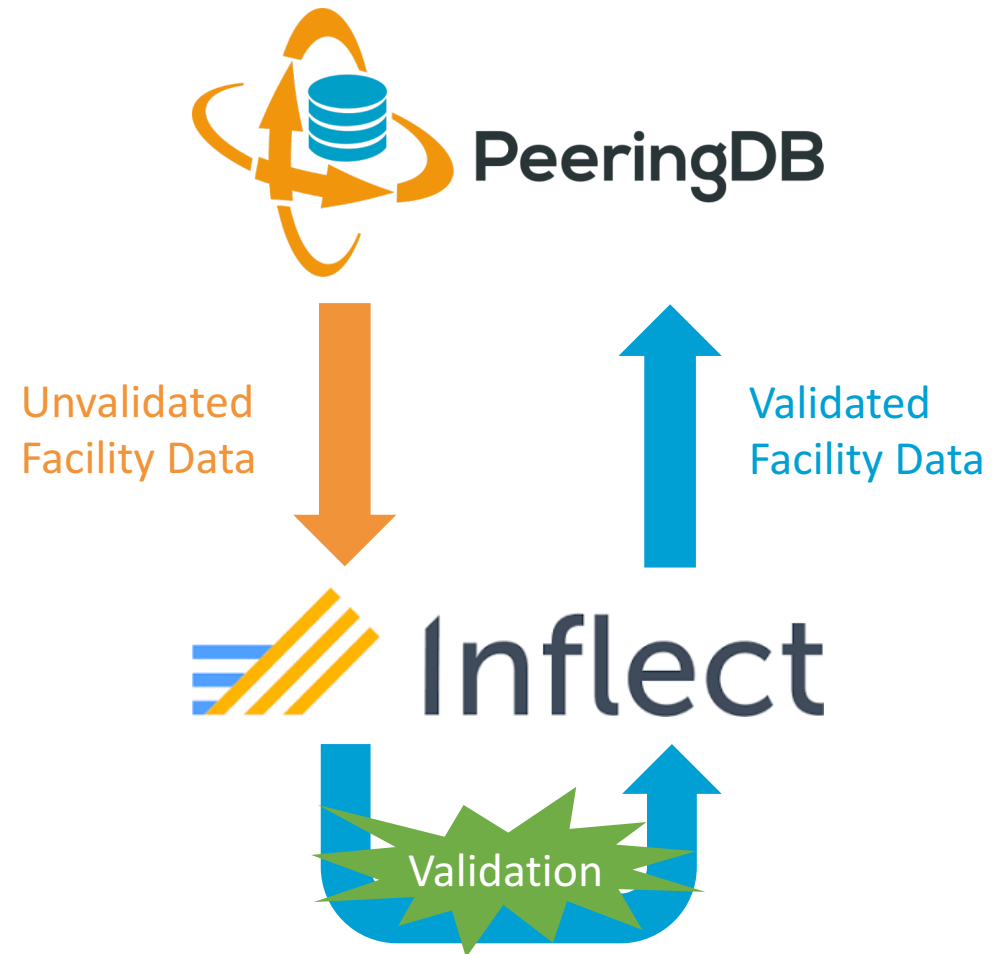 PeeringDB
Unvalidated
Facility Data
Validated
Facility Data
Inflect
Validation